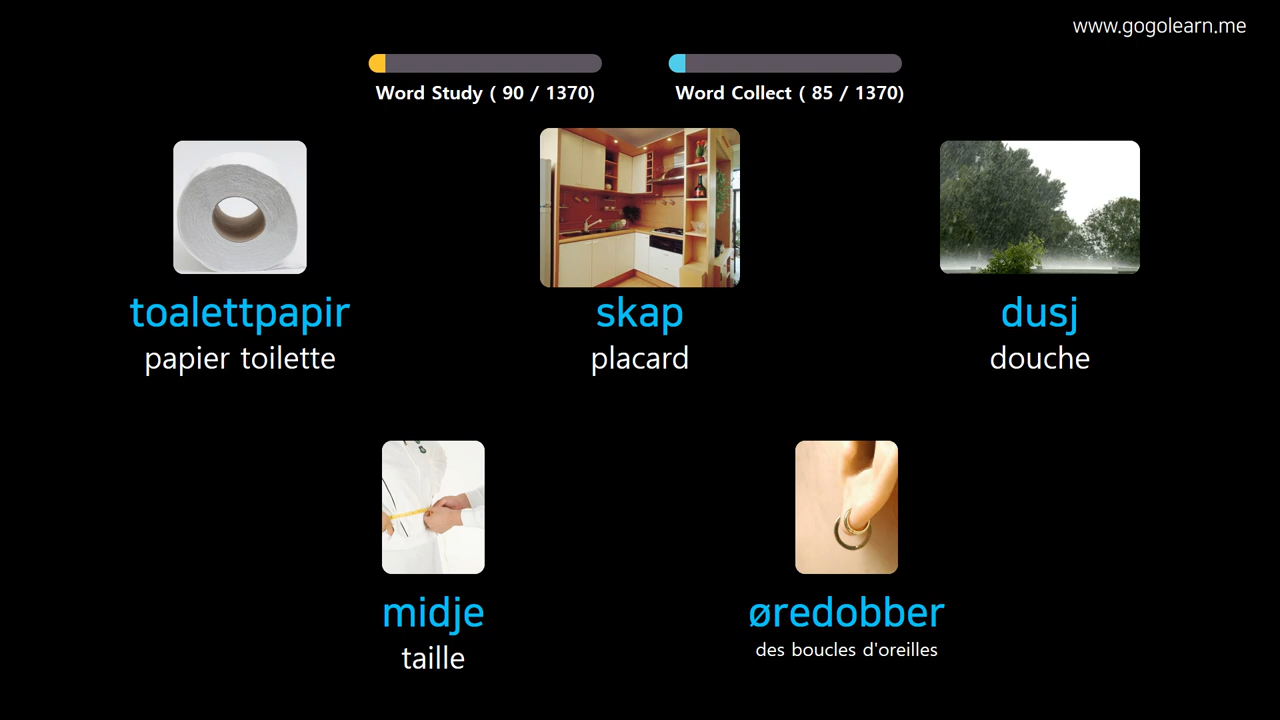 www.gogolearn.me
Word Study ( 90 / 1370)
Word Collect ( 85 / 1370)
toalettpapir
papier toilette
skap
placard
dusj
douche
midje
taille
øredobber
des boucles d'oreilles